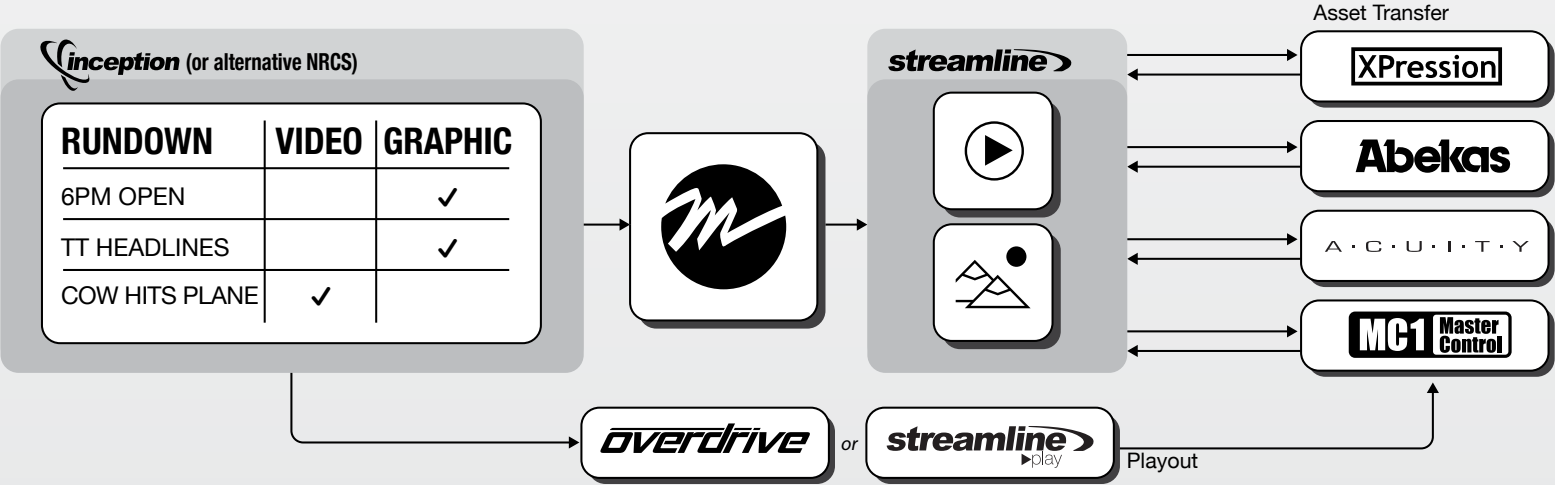 Asset Transfer
inception (or alternative NRCS)
RUNDOWN VIDEO GRAPHIC
6PM OPEN ✓
TT HEADLINES ✓
COW HITS PLANE ✓
m
streamline
XPression
Abekas
A·C·U·I·T·Y
MC1 Master Control
overdrive or streamline play Playout